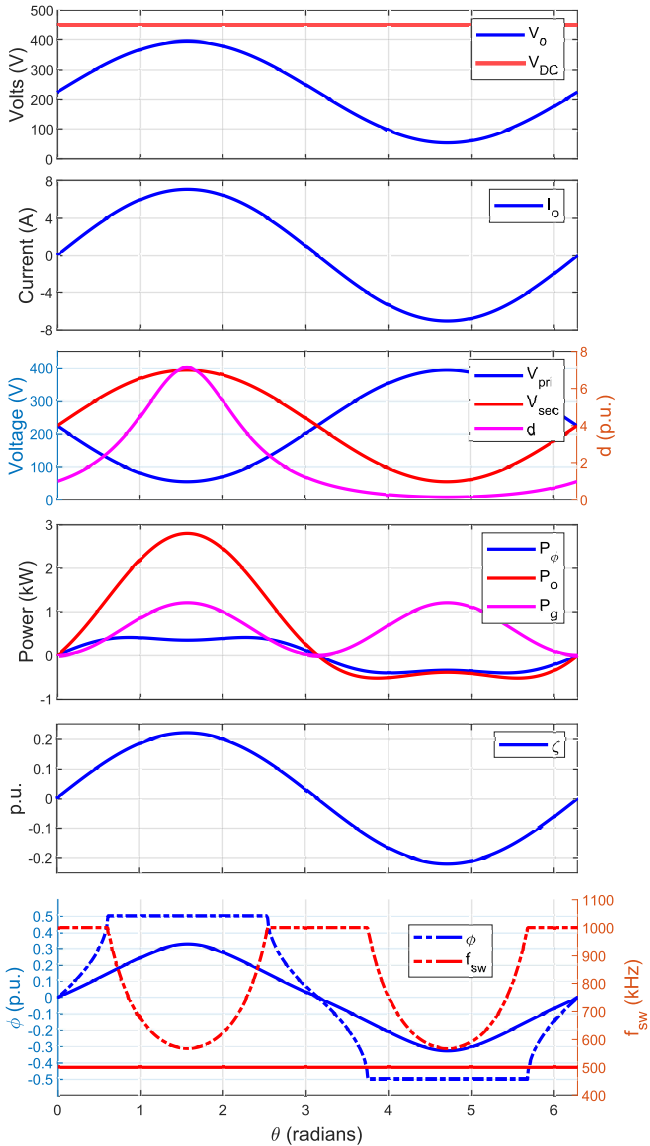 500
400
300
200
100
0
Volts (V)
V_o
V_DC
8
4
0
-4
-8
Current (A)
I_o
400
300
200
100
0
Voltage (V)
V_pri
V_sec
d
8
6
4
2
0
d (p.u.)
3
2
1
0
-1
Power (kW)
P_ϕ
P_o
P_g
0.2
0.1
0
-0.1
-0.2
p.u.
ζ
0.5
0.4
0.3
0.2
0.1
0
-0.1
-0.2
-0.3
-0.4
-0.5
ϕ (p.u.)
ϕ
f_sw
1100
1000
900
800
700
600
500
400
f_sw (kHz)
0 1 2 3 4 5 6
θ (radians)